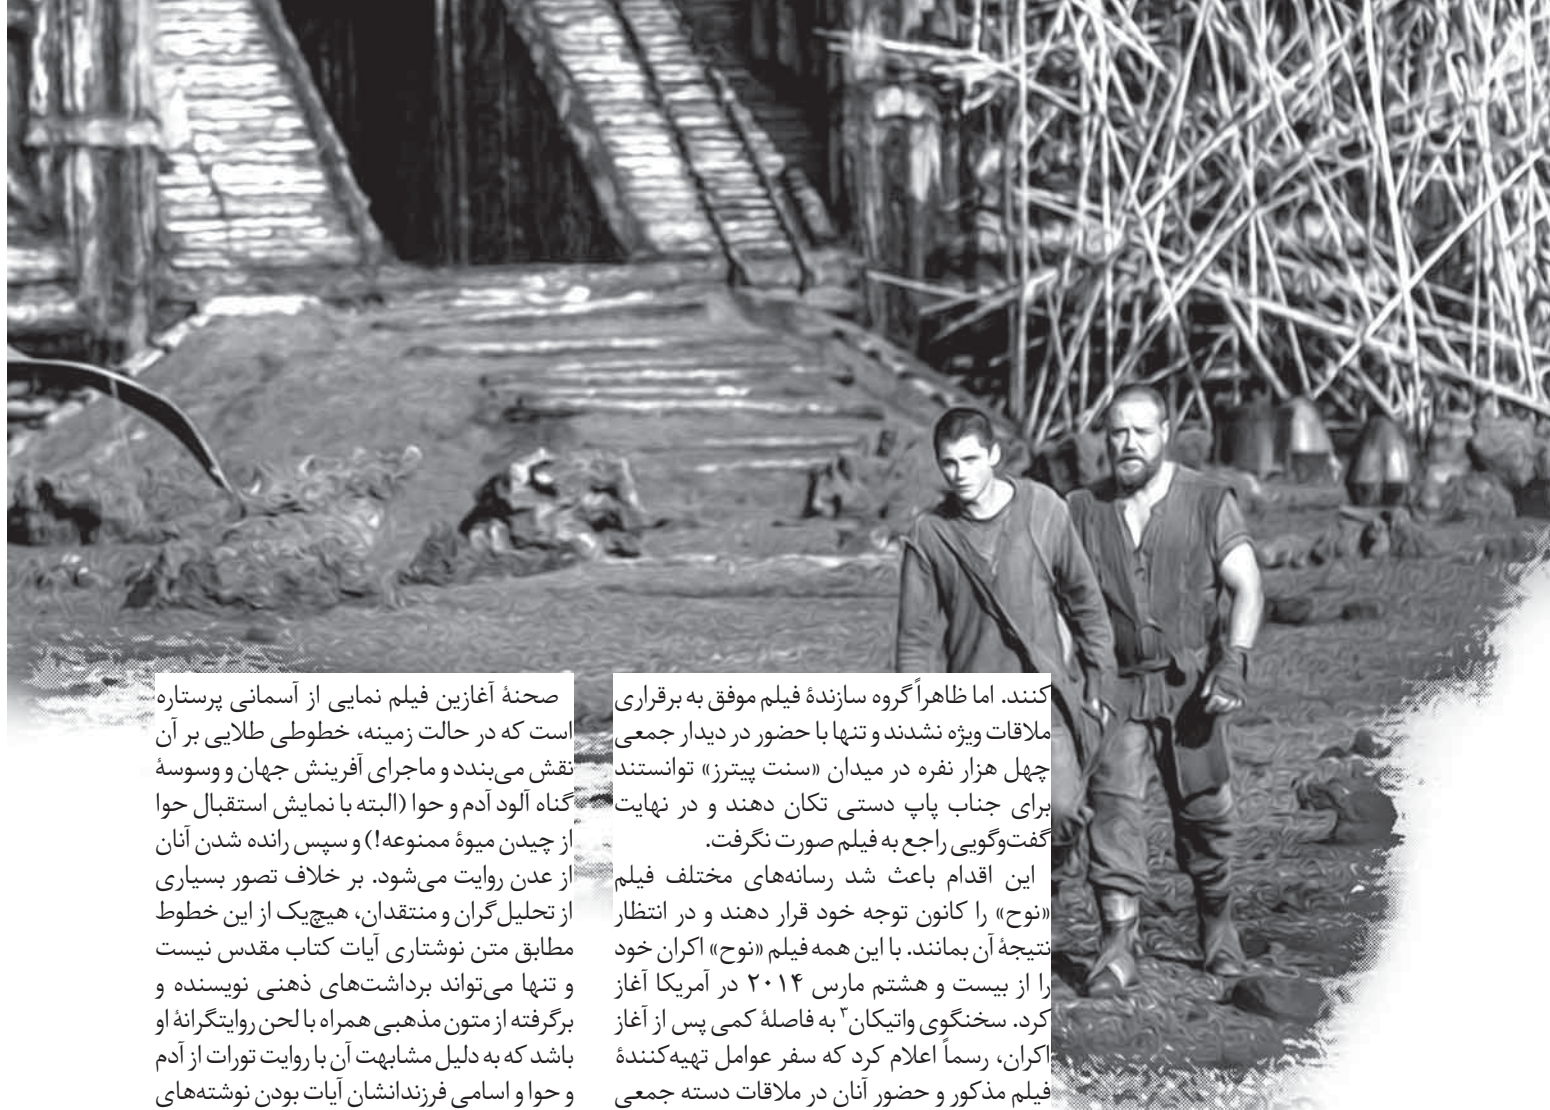 کنند. اما ظاهراً گروه سازندهٔ فیلم موفق به برقراری
ملاقات ویژه نشدند و تنها با حضور در دیدار جمعی
چهل هزار نفره در میدان «سنت پیترز» توانستند
برای جناب پاپ دستی تکان دهند و در نهایت
گفت‌وگویی راجع به فیلم صورت نگرفت.
این اقدام باعث شد رسانه‌های مختلف فیلم
«نوح» را کانون توجه خود قرار دهند و در انتظار
نتیجهٔ آن بمانند. با این همه فیلم «نوح» اکران خود
را از بیست و هشتم مارس ۲۰۱۴ در آمریکا آغاز
کرد. سخنگوی واتیکان۳ به فاصلهٔ کمی پس از آغاز
اکران، رسماً اعلام کرد که سفر عوامل تهیه‌کنندهٔ
فیلم مذکور و حضور آنان در ملاقات دسته جمعی
صحنهٔ آغازین فیلم نمایی از آسمانی پرستاره
است که در حالت زمینه، خطوطی طلایی بر آن
نقش می‌بندد و ماجرای آفرینش جهان و وسوسهٔ
گناه آلود آدم و حوا (البته با نمایش استقبال حوا
از چیدن میوهٔ ممنوعه!) و سپس رانده شدن آنان
از عدن روایت می‌شود. بر خلاف تصور بسیاری
از تحلیل‌گران و منتقدان، هیچ‌یک از این خطوط
مطابق متن نوشتاری آیات کتاب مقدس نیست
و تنها می‌تواند برداشت‌های ذهنی نویسنده و
برگرفته از متون مذهبی همراه با لحن روایتگرانهٔ او
باشد که به دلیل مشابهت آن با روایت تورات از آدم
و حوا و اسامی فرزندانشان آیات بودن نوشته‌های